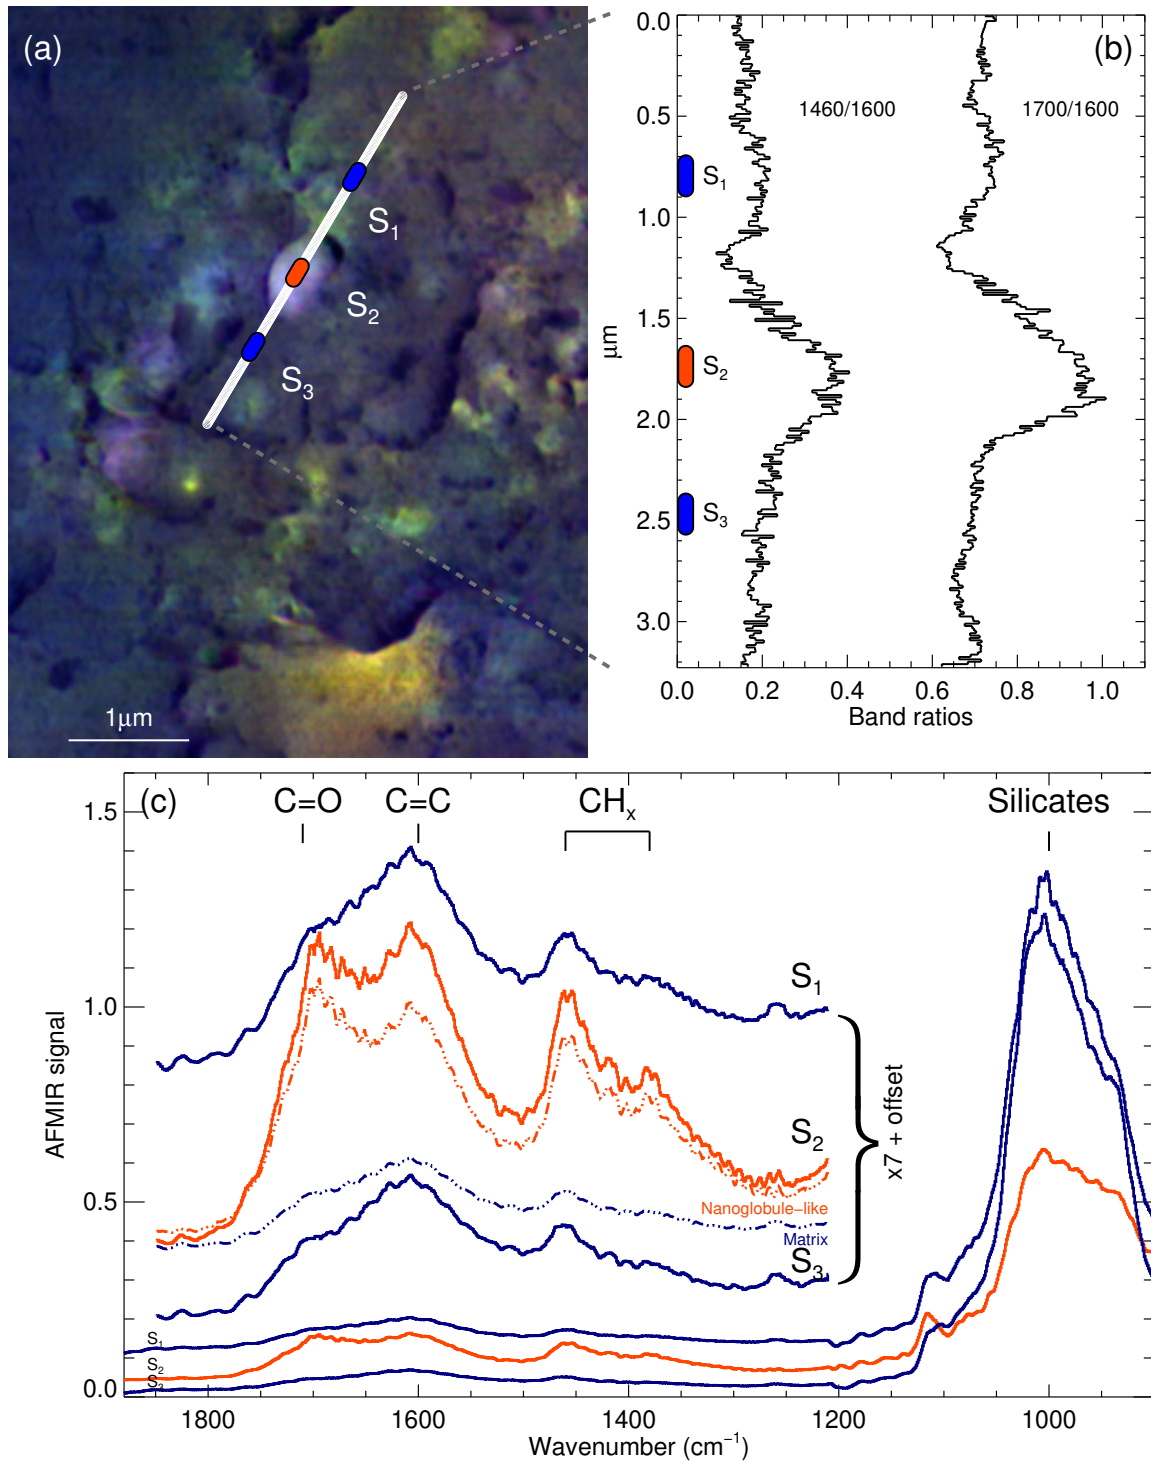 (a)
S1
S2
S3
1μm
(b)
1460/1600
1700/1600
0.0
0.5
1.0
1.5
2.0
2.5
3.0
μm
S1
S2
S3
0.0 0.2 0.4 0.6 0.8 1.0
Band ratios
(c)
C=O C=C CHx Silicates
1.5
1.0
0.5
0.0
AFMIR signal
S1
S2
Nanoglobule−like
Matrix
S3
x7 + offset
S1
S2
S3
1800 1600 1400 1200 1000
Wavenumber (cm−1)